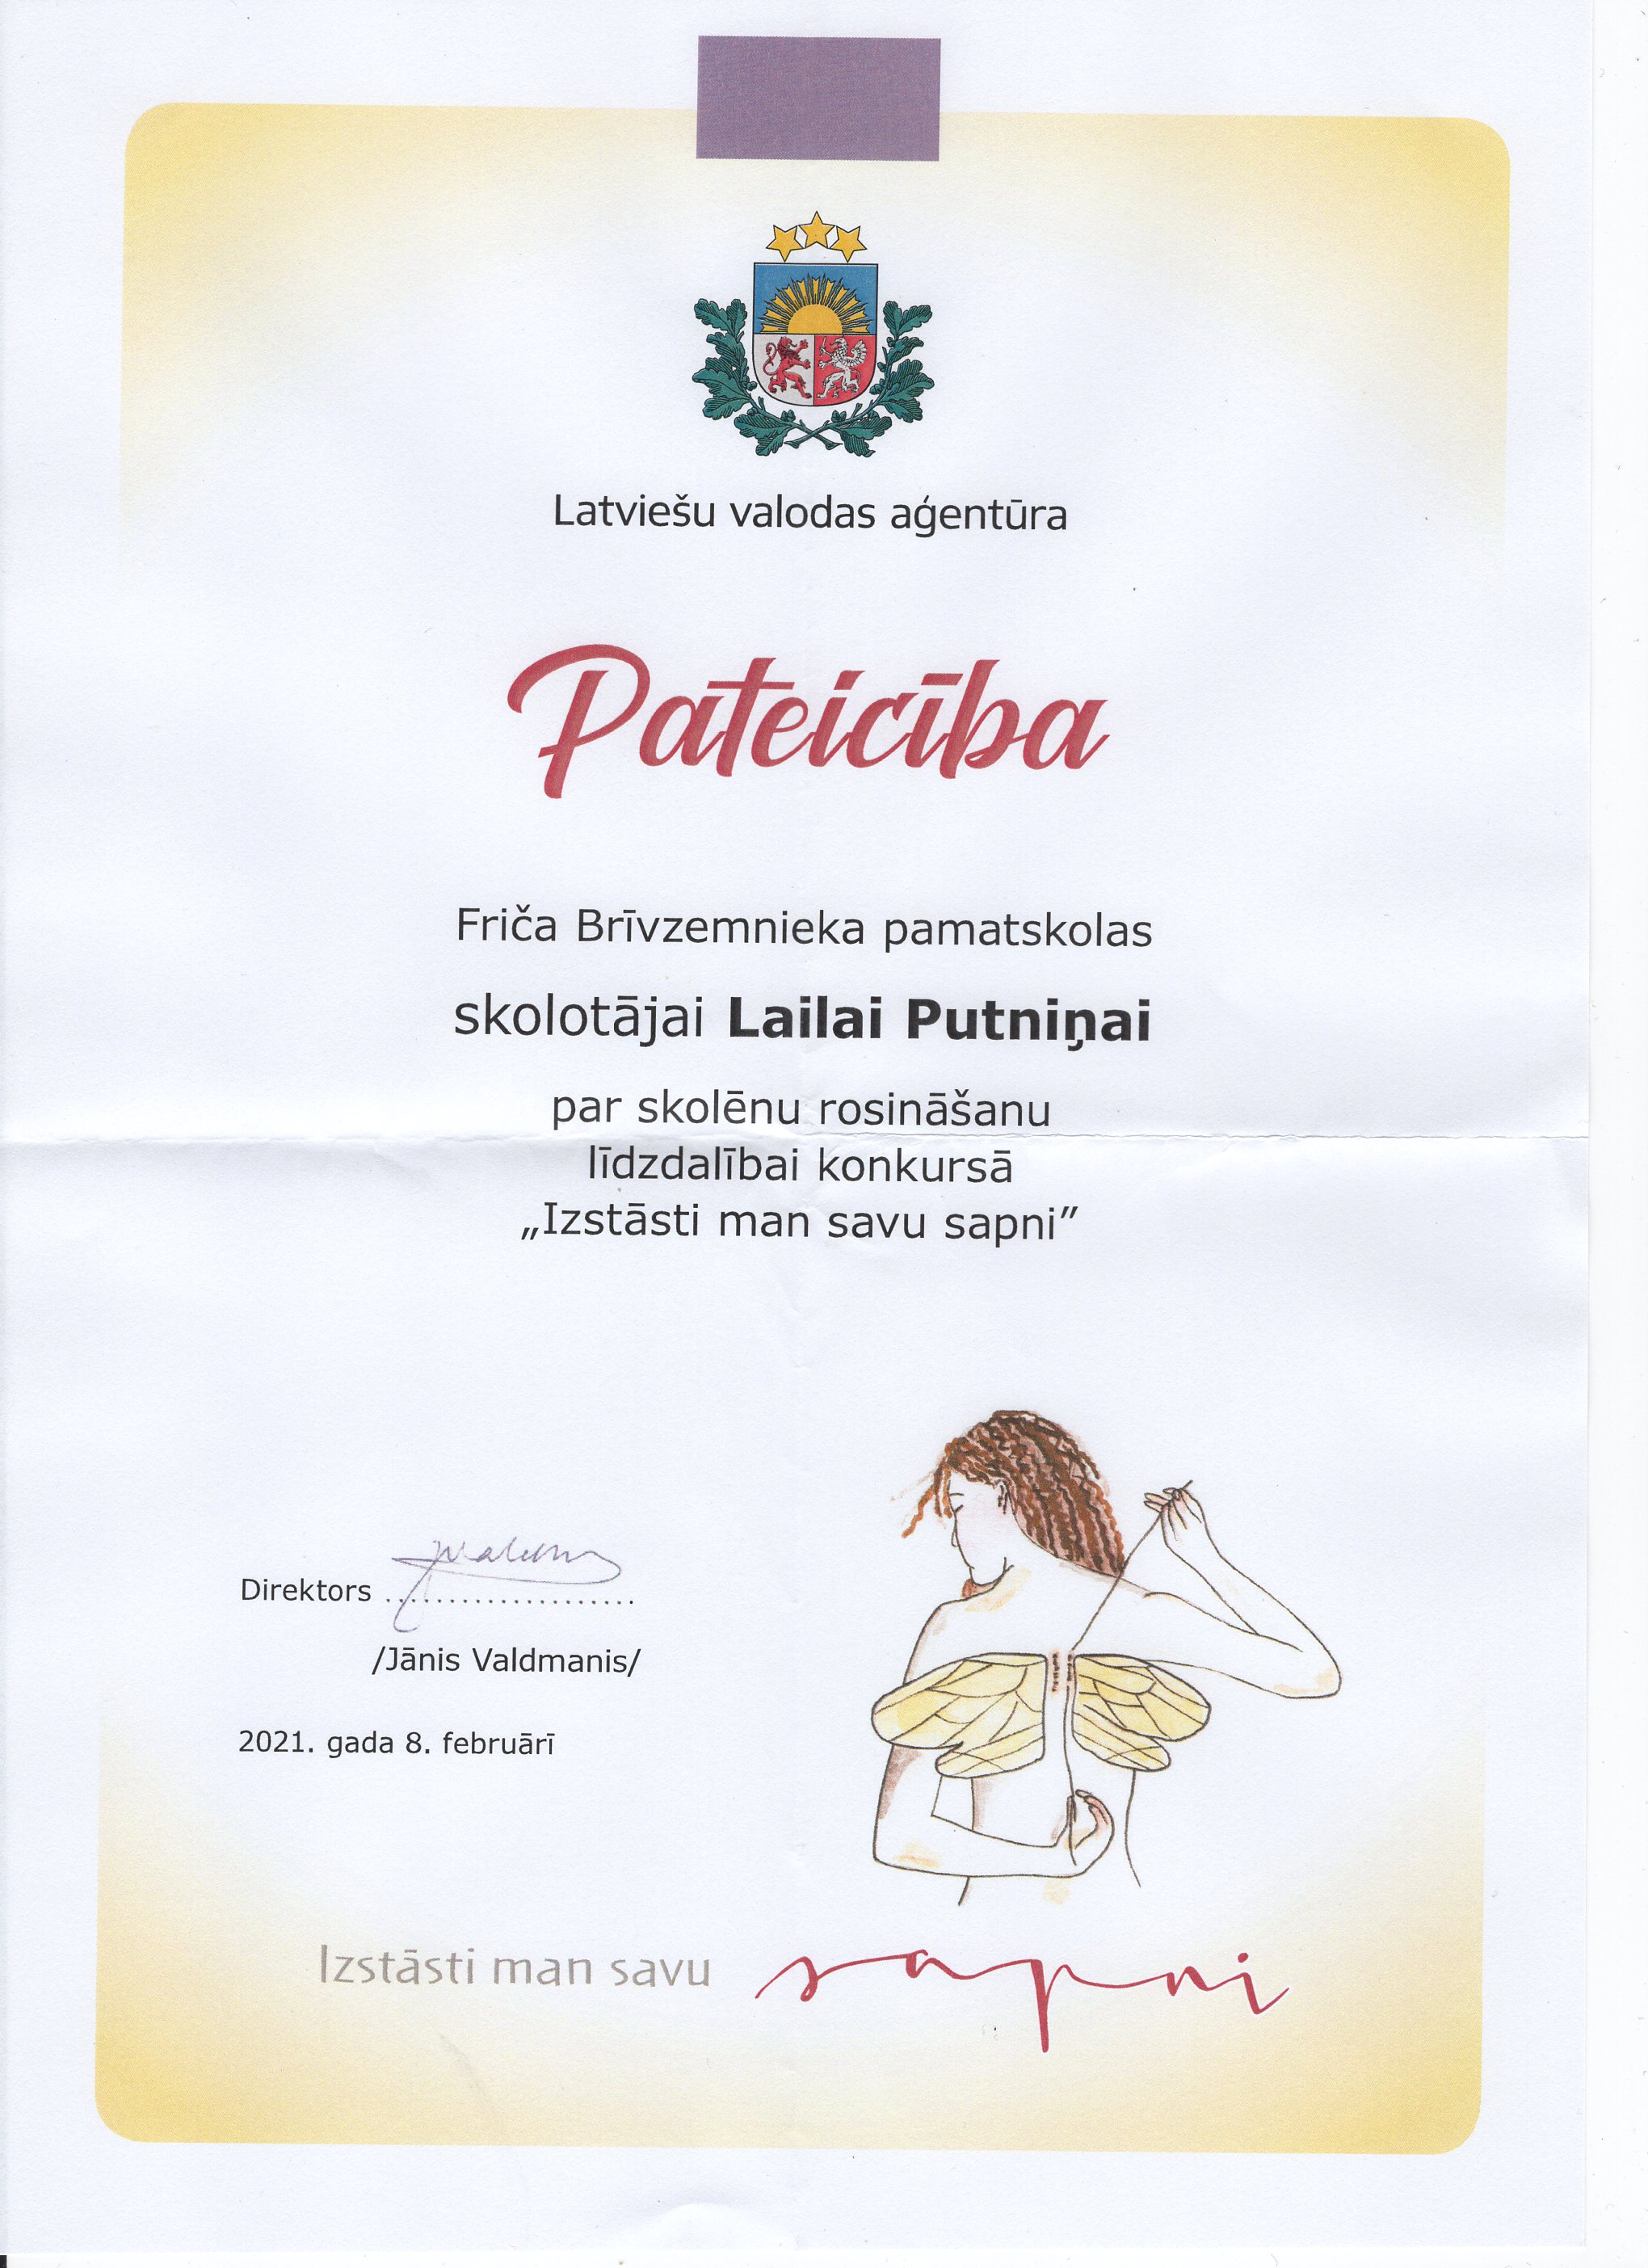 Latviešu valodas aģentūra
Pateicība
Friča Brīvzemnieka pamatskolas
skolotājai Lailai Putniņai
par skolēnu rosināšanu
līdzdalībai konkursā
„Izstāsti man savu sapni”
Direktors .....................
/Jānis Valdmanis/
2021. gada 8. februārī
Izstāsti man savu sapni